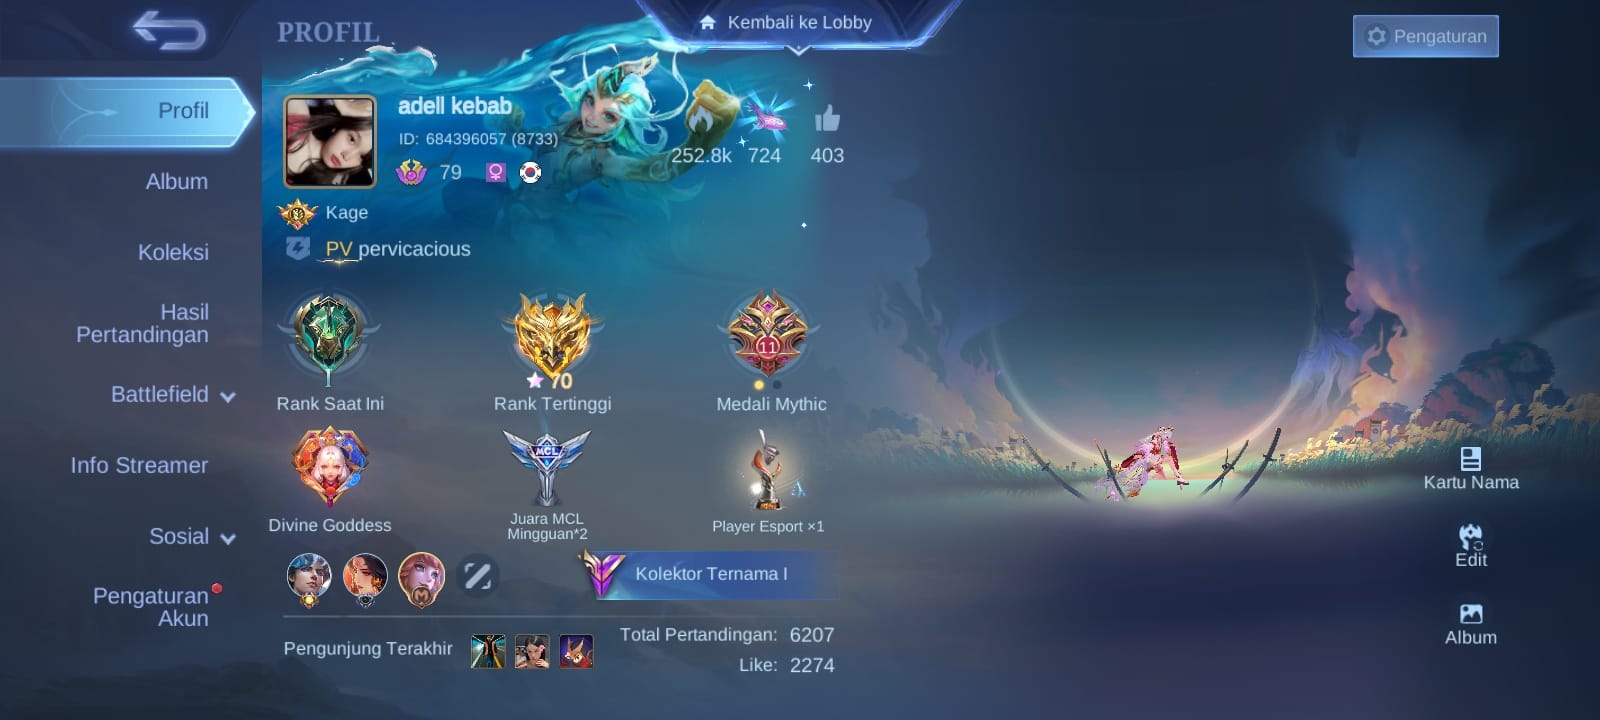 PROFIL
Kembali ke Lobby
Pengaturan
Profil
Album
Koleksi
Hasil
Pertandingan
Battlefield
Info Streamer
Sosial
Pengaturan
Akun
adell kebab
ID: 684396057 (8733)
79
252.8k
724
403
Kage
PV pervicacious
70
11
Rank Saat Ini
Rank Tertinggi
Medali Mythic
MCL
Divine Goddess
Juara MCL
Mingguan*2
Player Esport ×1
M
Kolektor Ternama I
Pengunjung Terakhir
Total Pertandingan: 6207
Like: 2274
Kartu Nama
Edit
Album